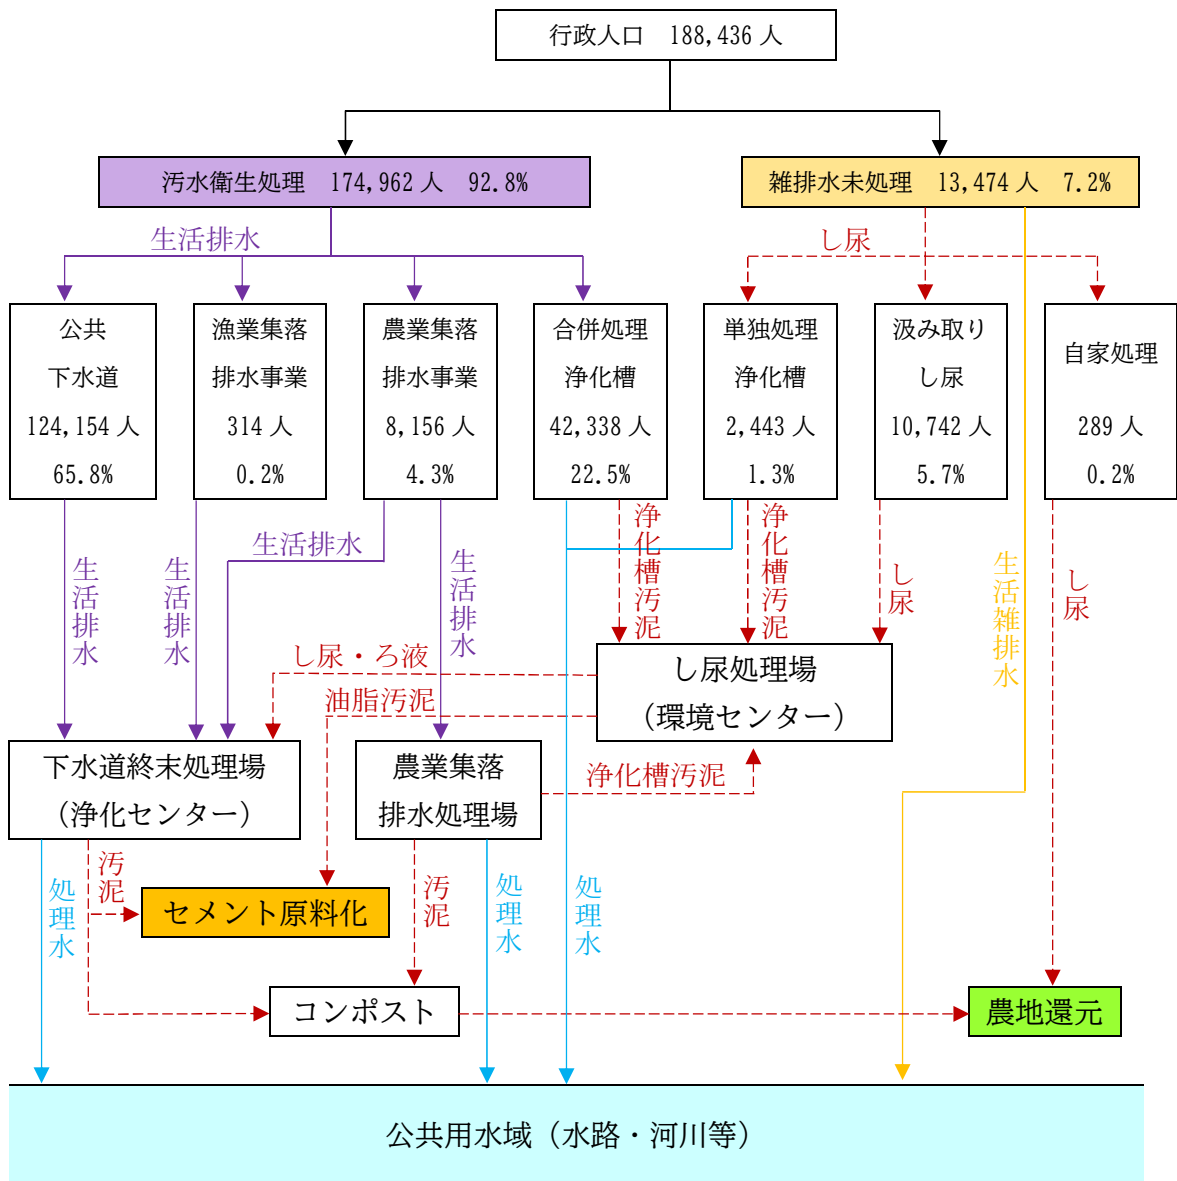 行政人口　188,436 人
汚水衛生処理　174,962 人　92.8%
雑排水未処理　13,474 人　7.2%
生活排水
し尿
公共
下水道
124,154 人
65.8%
漁業集落
排水事業
314 人
0.2%
農業集落
排水事業
8,156 人
4.3%
合併処理
浄化槽
42,338 人
22.5%
単独処理
浄化槽
2,443 人
1.3%
汲み取り
し尿
10,742 人
5.7%
自家処理
289 人
0.2%
生活排水
生活排水
生活排水
生活排水
浄化槽汚泥
浄化槽汚泥
し尿
生活雑排水
し尿
し尿・ろ液
油脂汚泥
し尿処理場
（環境センター）
下水道終末処理場
（浄化センター）
農業集落
排水処理場
浄化槽汚泥
処理水
汚泥
セメント原料化
汚泥
処理水
処理水
コンポスト
農地還元
公共用水域（水路・河川等）